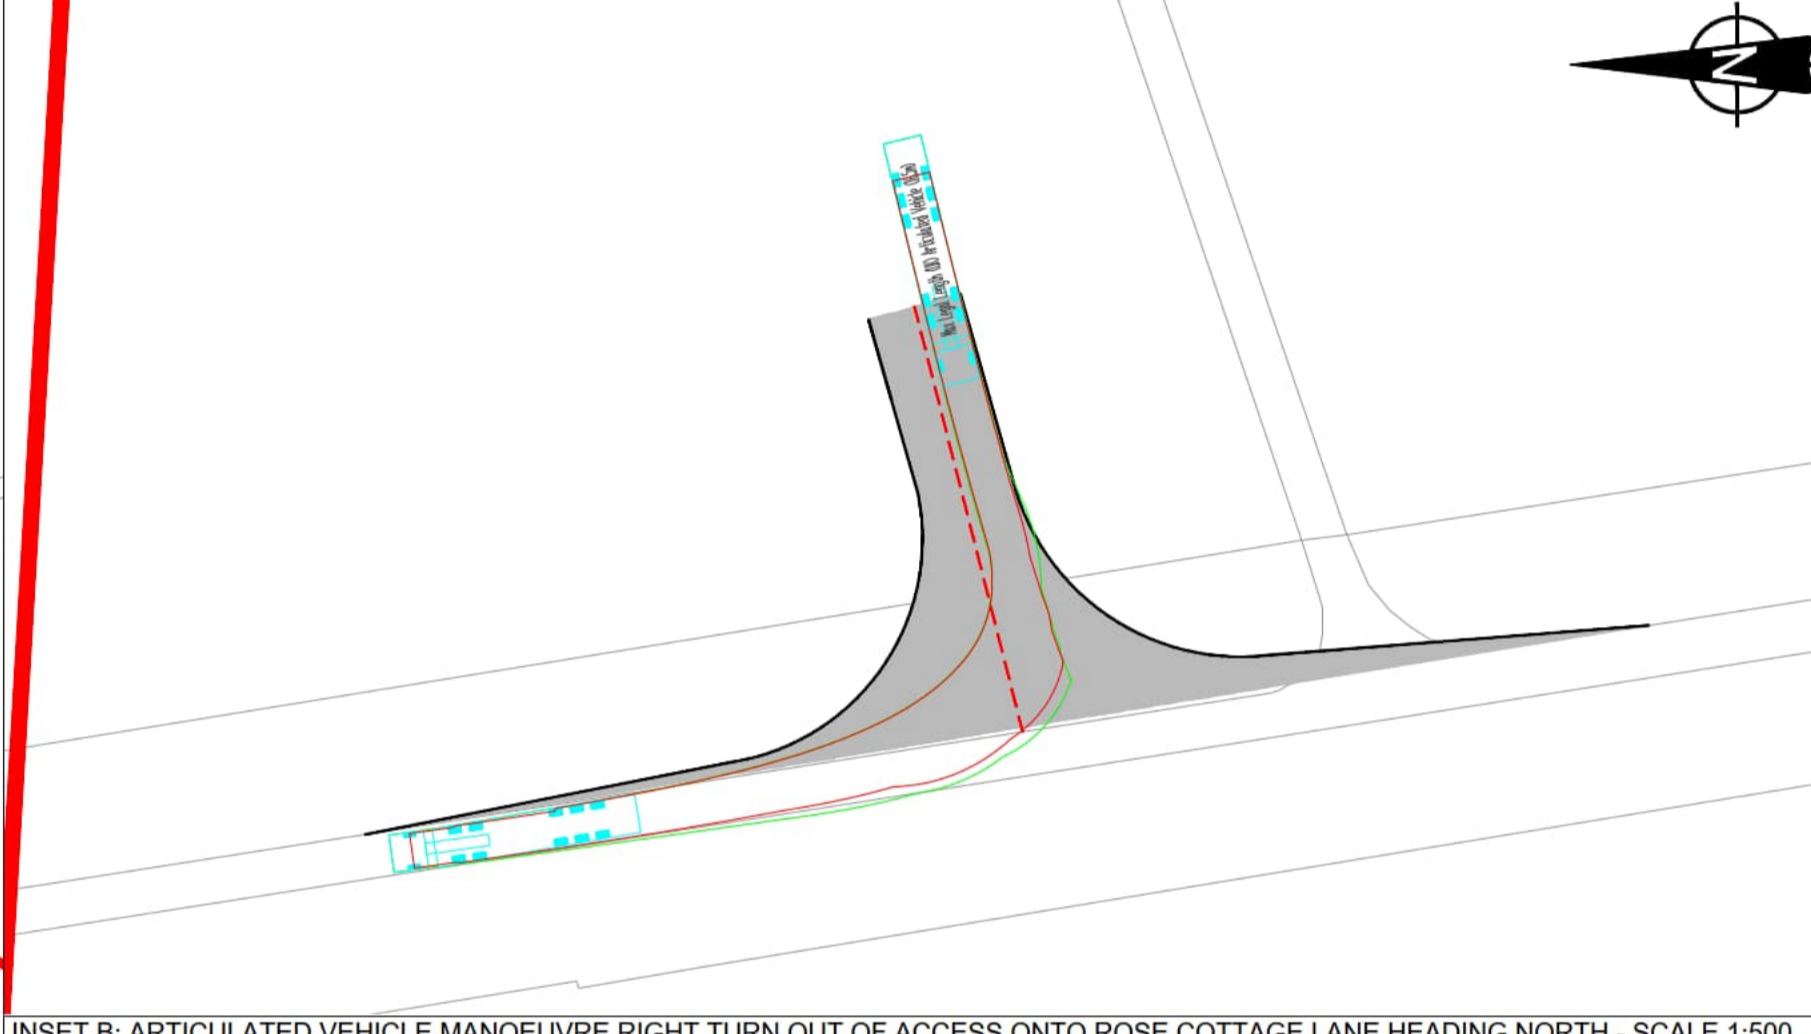 N
Max Legal Length (UK) Articulated Vehicle (16.5m)
INSET B: ARTICULATED VEHICLE MANOEUVRE RIGHT TURN OUT OF ACCESS ONTO ROSE COTTAGE LANE HEADING NORTH - SCALE 1:500